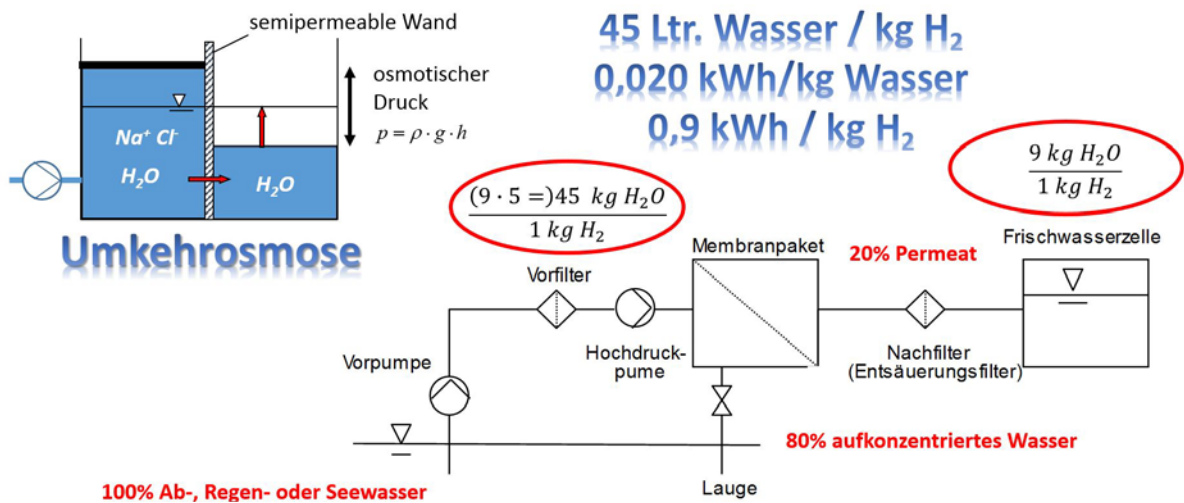 semipermeable Wand
osmotischer
Druck
p = ρ · g · h
Na⁺ Cl⁻
H₂O
H₂O
Umkehrosmose
45 Ltr. Wasser / kg H₂
0,020 kWh/kg Wasser
0,9 kWh / kg H₂
(9 · 5 =)45 kg H₂O
1 kg H₂
9 kg H₂O
1 kg H₂
Frischwasserzelle
Membranpaket
20% Permeat
Vorfilter
Vorpumpe
Hochdruck-
pume
Nachfilter
(Entsäuerungsfilter)
80% aufkonzentriertes Wasser
100% Ab-, Regen- oder Seewasser
Lauge